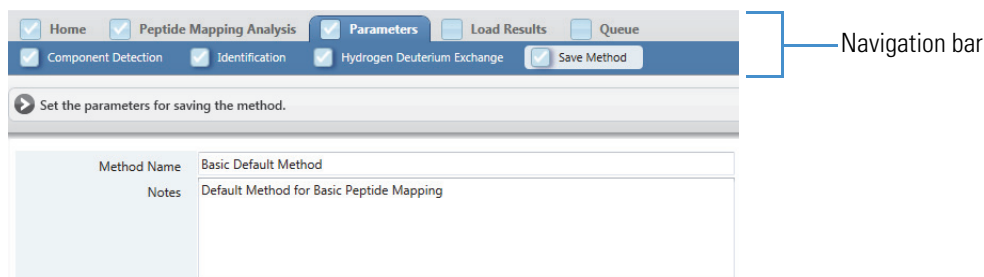 Home Peptide Mapping Analysis Parameters Load Results Queue
Component Detection Identification Hydrogen Deuterium Exchange Save Method
Navigation bar
Set the parameters for saving the method.
Method Name Basic Default Method
Notes Default Method for Basic Peptide Mapping